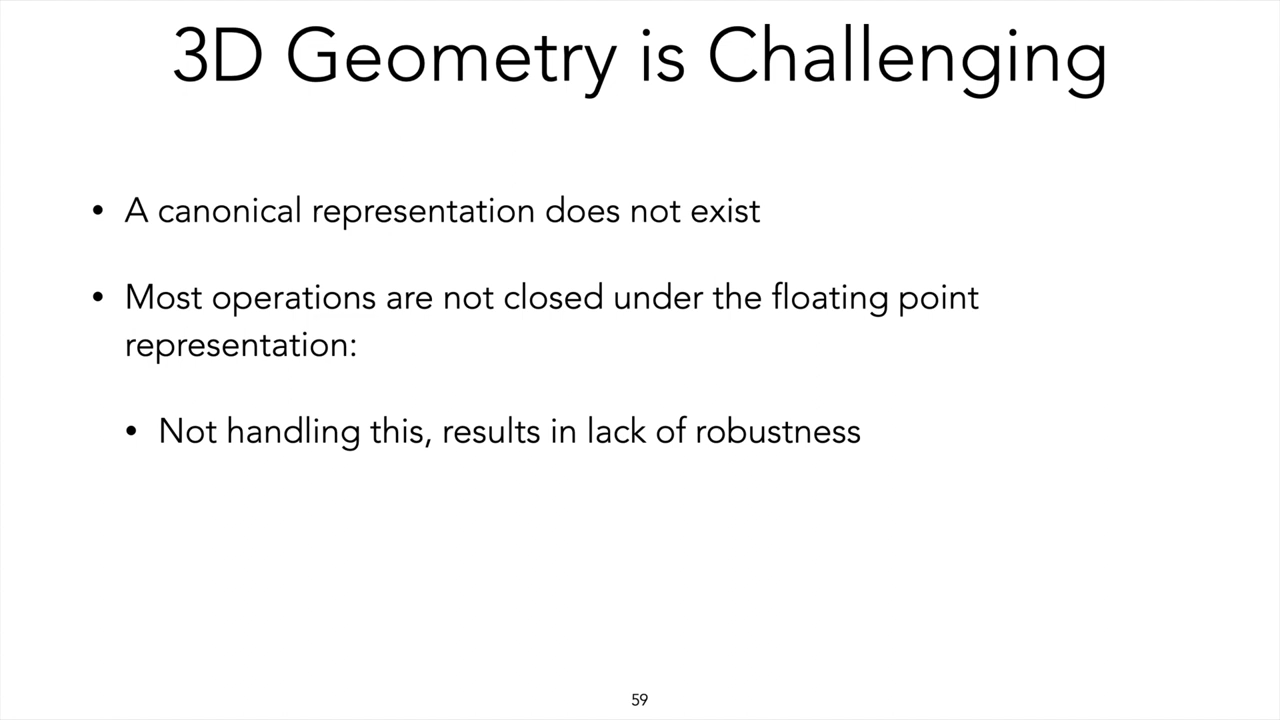 3D Geometry is Challenging
• A canonical representation does not exist
• Most operations are not closed under the floating point
representation:
• Not handling this, results in lack of robustness
59